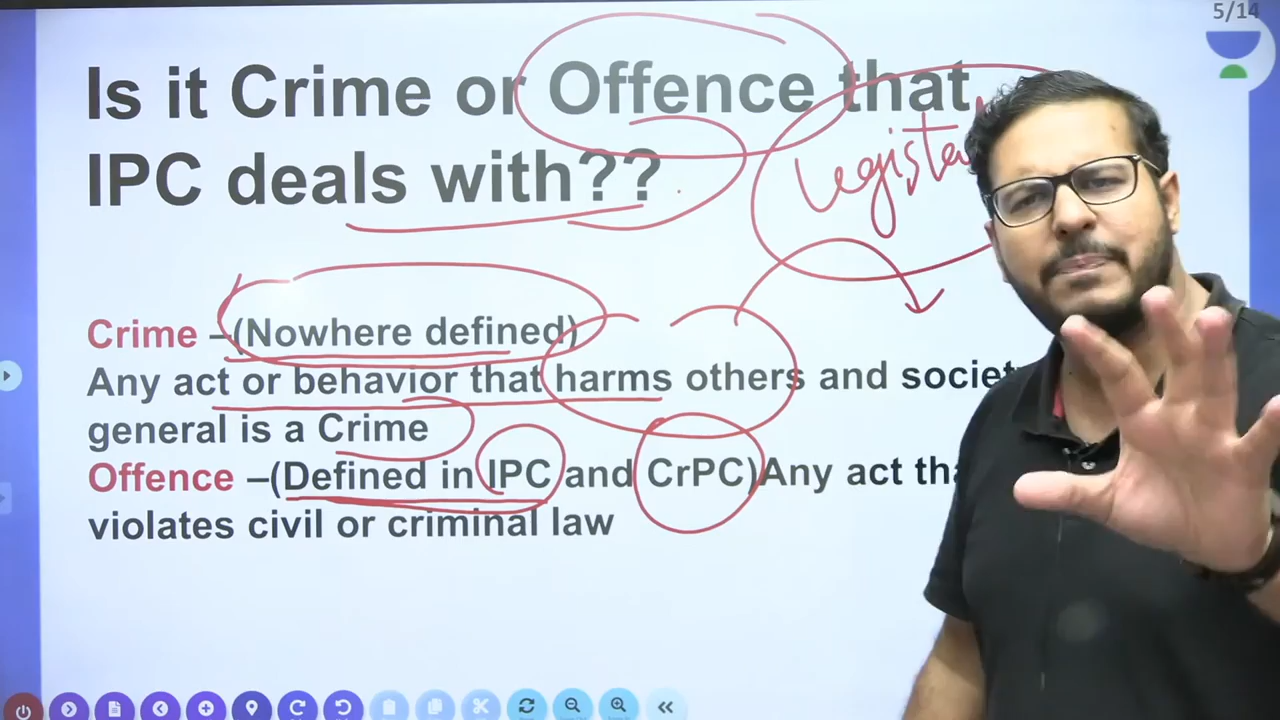 5/14
Is it Crime or Offence that
IPC deals with??
Crime –(Nowhere defined)
Any act or behavior that harms others and
general is a Crime
Offence –(Defined in IPC and CrPC)Any act
violates civil or criminal law